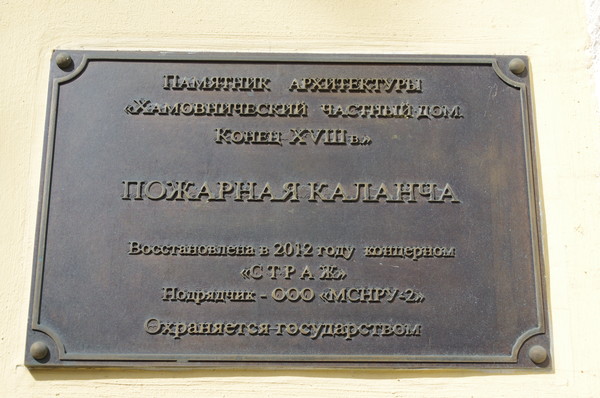 Памятник архитектуры
«Хамовнический частный дом.
Конец XVIII в.»
ПОЖАРНАЯ КАЛАНЧА
Восстановлена в 2012 году концерном
«СТРАЖ»
Подрядчик - ООО «МСНРУ-2»
Охраняется государством